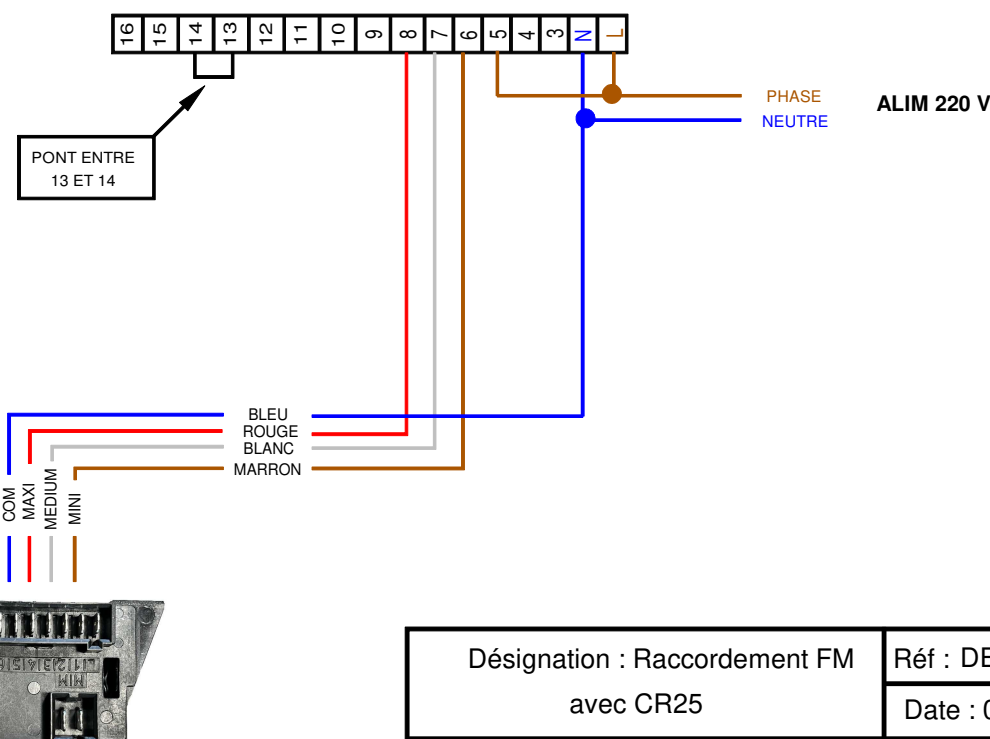 16 15 14 13 12 11 10 9 8 7 6 5 4 3 N L
PHASE
ALIM 220 V
NEUTRE
PONT ENTRE
13 ET 14
BLEU
ROUGE
BLANC
MARRON
COM
MAXI
MEDIUM
MINI
Désignation : Raccordement FM
avec CR25
Réf : DE
Date : 0